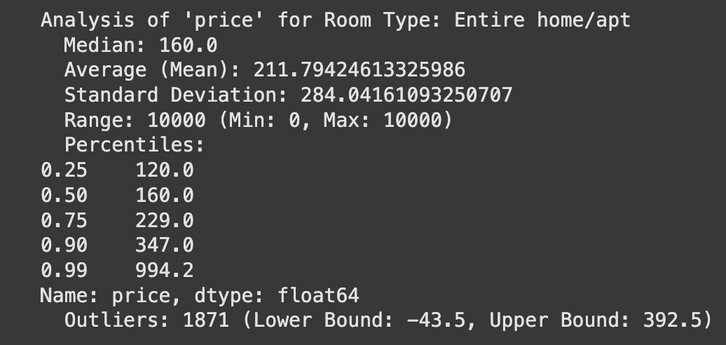 Analysis of 'price' for Room Type: Entire home/apt
Median: 160.0
Average (Mean): 211.79424613325986
Standard Deviation: 284.04161093250707
Range: 10000 (Min: 0, Max: 10000)
Percentiles:
0.25    120.0
0.50    160.0
0.75    229.0
0.90    347.0
0.99    994.2
Name: price, dtype: float64
Outliers: 1871 (Lower Bound: -43.5, Upper Bound: 392.5)